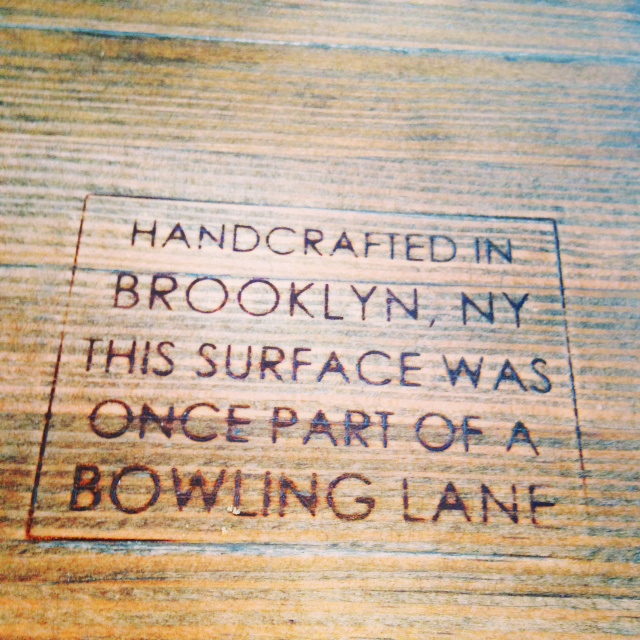 HANDCRAFTED IN
BROOKLYN, NY
THIS SURFACE WAS
ONCE PART OF A
BOWLING LANE